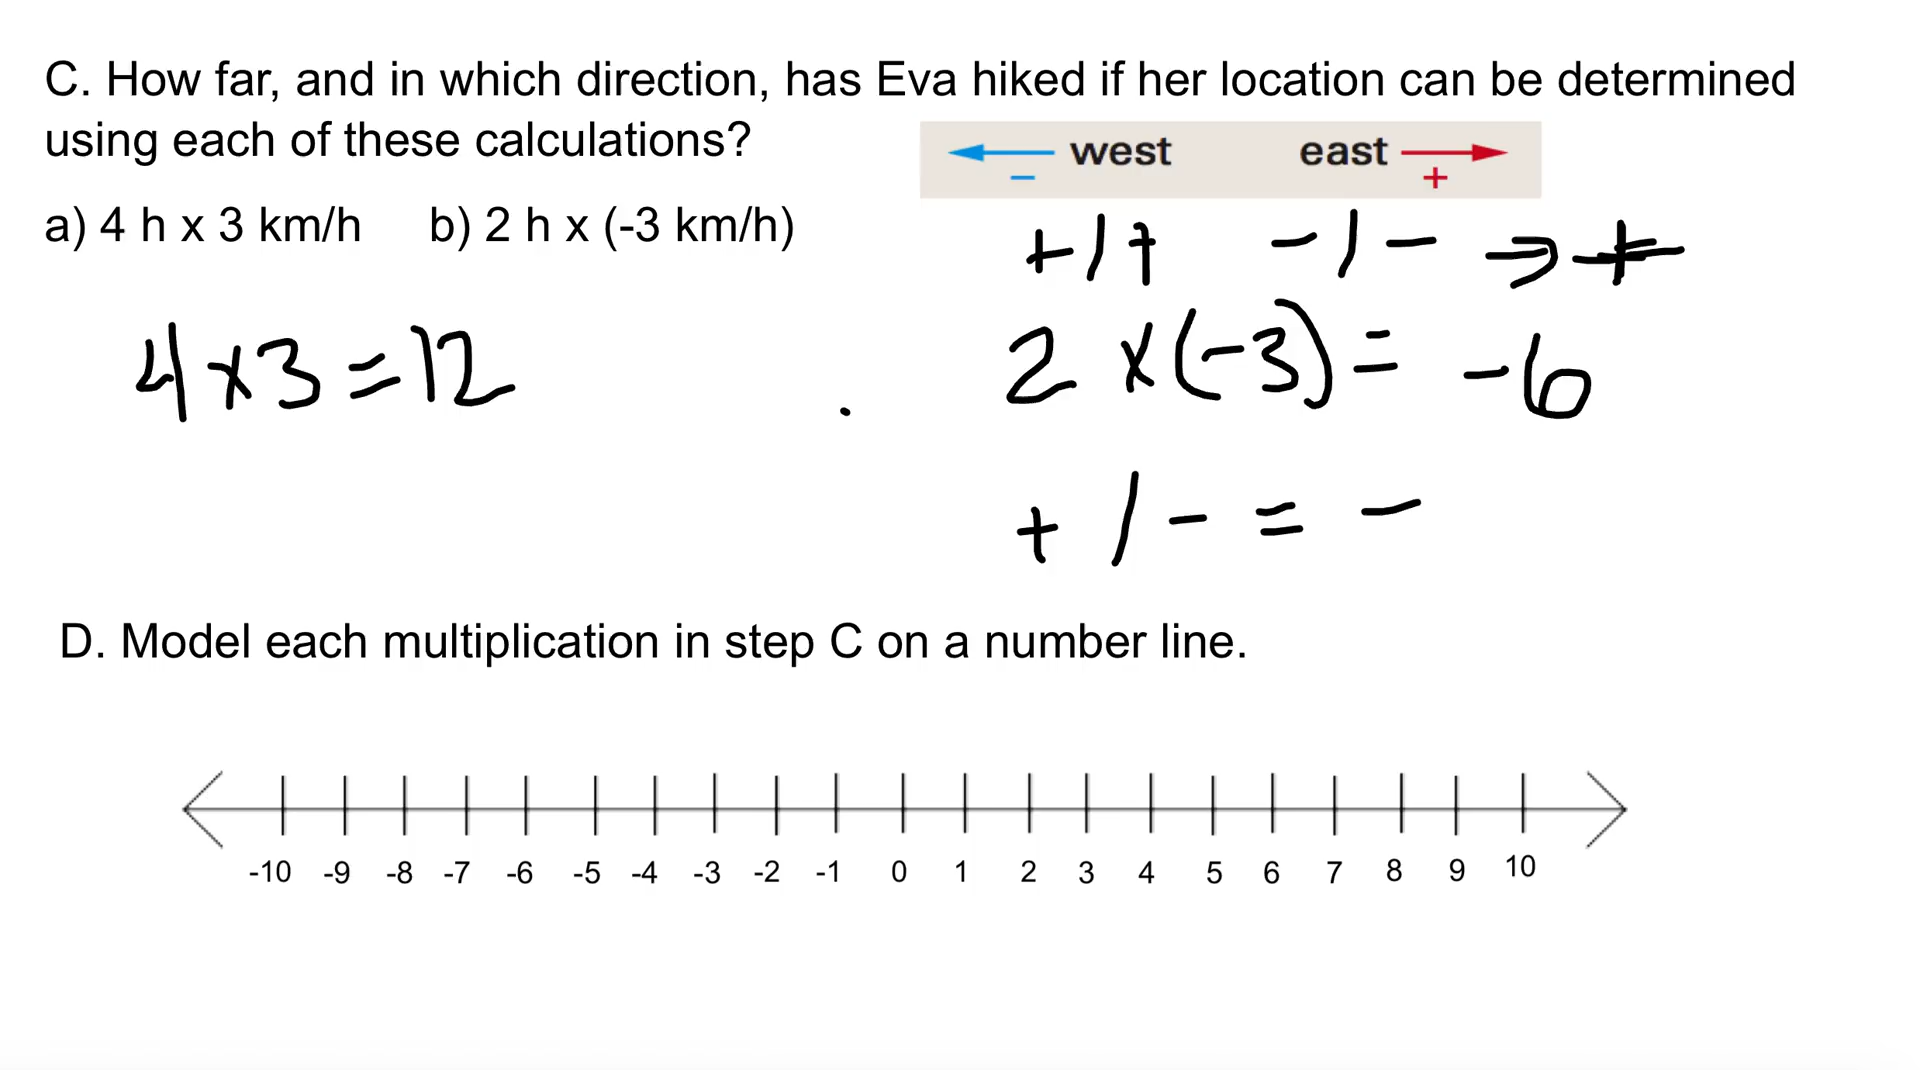 C. How far, and in which direction, has Eva hiked if her location can be determined
using each of these calculations?
← west east →
− +
a) 4 h x 3 km/h b) 2 h x (-3 km/h)
+/+ -/- → +
4 x 3 = 12
2 x (-3) = -6
+ / - = -
D. Model each multiplication in step C on a number line.
-10 -9 -8 -7 -6 -5 -4 -3 -2 -1 0 1 2 3 4 5 6 7 8 9 10